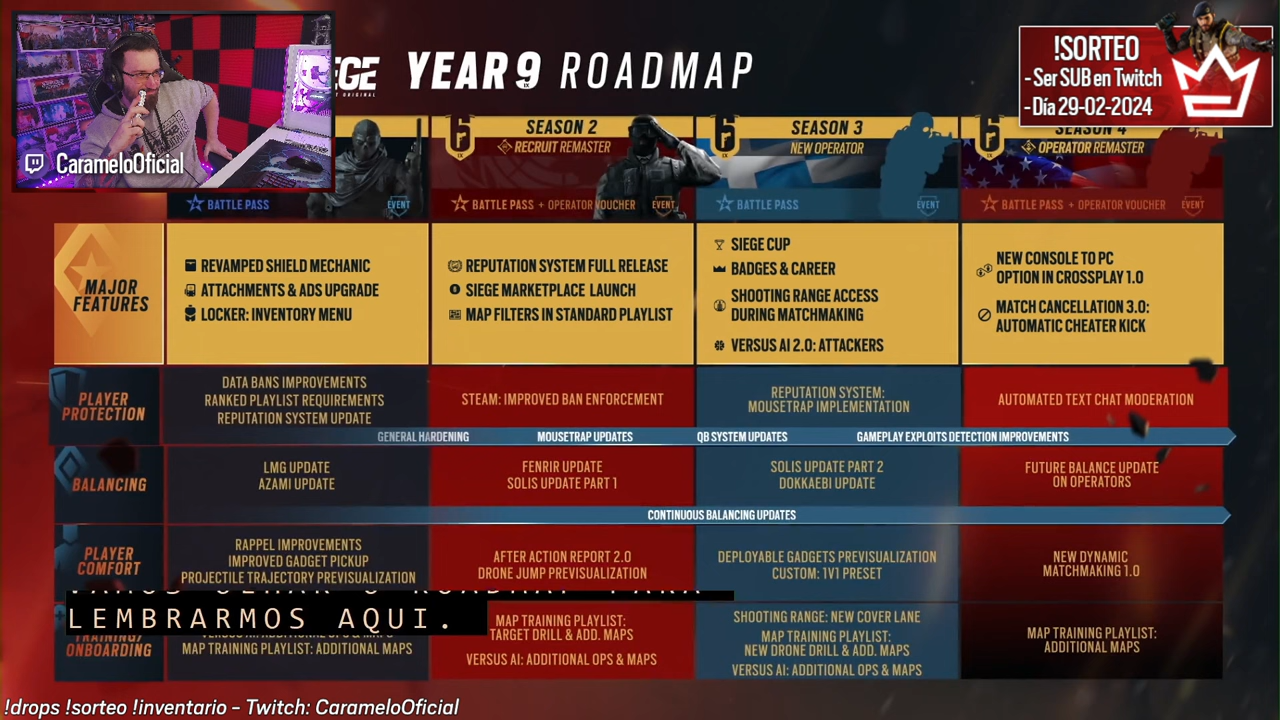 EGE YEAR 9 ROADMAP
!SORTEO
- Ser SUB en Twitch
- Día 29-02-2024
CarameloOficial
SEASON 2
RECRUIT REMASTER
SEASON 3
NEW OPERATOR
SEASON 4
OPERATOR REMASTER
BATTLE PASS
EVENT
BATTLE PASS + OPERATOR VOUCHER
EVENT
BATTLE PASS
EVENT
BATTLE PASS + OPERATOR VOUCHER
EVENT
MAJOR
FEATURES
REVAMPED SHIELD MECHANIC
ATTACHMENTS & ADS UPGRADE
LOCKER: INVENTORY MENU
REPUTATION SYSTEM FULL RELEASE
SIEGE MARKETPLACE LAUNCH
MAP FILTERS IN STANDARD PLAYLIST
SIEGE CUP
BADGES & CAREER
SHOOTING RANGE ACCESS
DURING MATCHMAKING
VERSUS AI 2.0: ATTACKERS
NEW CONSOLE TO PC
OPTION IN CROSSPLAY 1.0
MATCH CANCELLATION 3.0:
AUTOMATIC CHEATER KICK
PLAYER
PROTECTION
DATA BANS IMPROVEMENTS
RANKED PLAYLIST REQUIREMENTS
REPUTATION SYSTEM UPDATE
STEAM: IMPROVED BAN ENFORCEMENT
REPUTATION SYSTEM:
MOUSETRAP IMPLEMENTATION
AUTOMATED TEXT CHAT MODERATION
GENERAL HARDENING
MOUSETRAP UPDATES
QB SYSTEM UPDATES
GAMEPLAY EXPLOITS DETECTION IMPROVEMENTS
BALANCING
LMG UPDATE
AZAMI UPDATE
FENRIR UPDATE
SOLIS UPDATE PART 1
SOLIS UPDATE PART 2
DOKKAEBI UPDATE
FUTURE BALANCE UPDATE
ON OPERATORS
CONTINUOUS BALANCING UPDATES
PLAYER
COMFORT
RAPPEL IMPROVEMENTS
IMPROVED GADGET PICKUP
PROJECTILE TRAJECTORY PREVISUALIZATION
AFTER ACTION REPORT 2.0
DRONE JUMP PREVISUALIZATION
DEPLOYABLE GADGETS PREVISUALIZATION
CUSTOM: 1V1 PRESET
NEW DYNAMIC
MATCHMAKING 1.0
LEMBRARMOS AQUI.
TRAINING/
ONBOARDING
MAP TRAINING PLAYLIST: ADDITIONAL MAPS
MAP TRAINING PLAYLIST:
TARGET DRILL & ADD. MAPS
VERSUS AI: ADDITIONAL OPS & MAPS
SHOOTING RANGE: NEW COVER LANE
MAP TRAINING PLAYLIST:
NEW DRONE DRILL & ADD. MAPS
VERSUS AI: ADDITIONAL OPS & MAPS
MAP TRAINING PLAYLIST:
ADDITIONAL MAPS
!drops !sorteo !inventario - Twitch: CarameloOficial